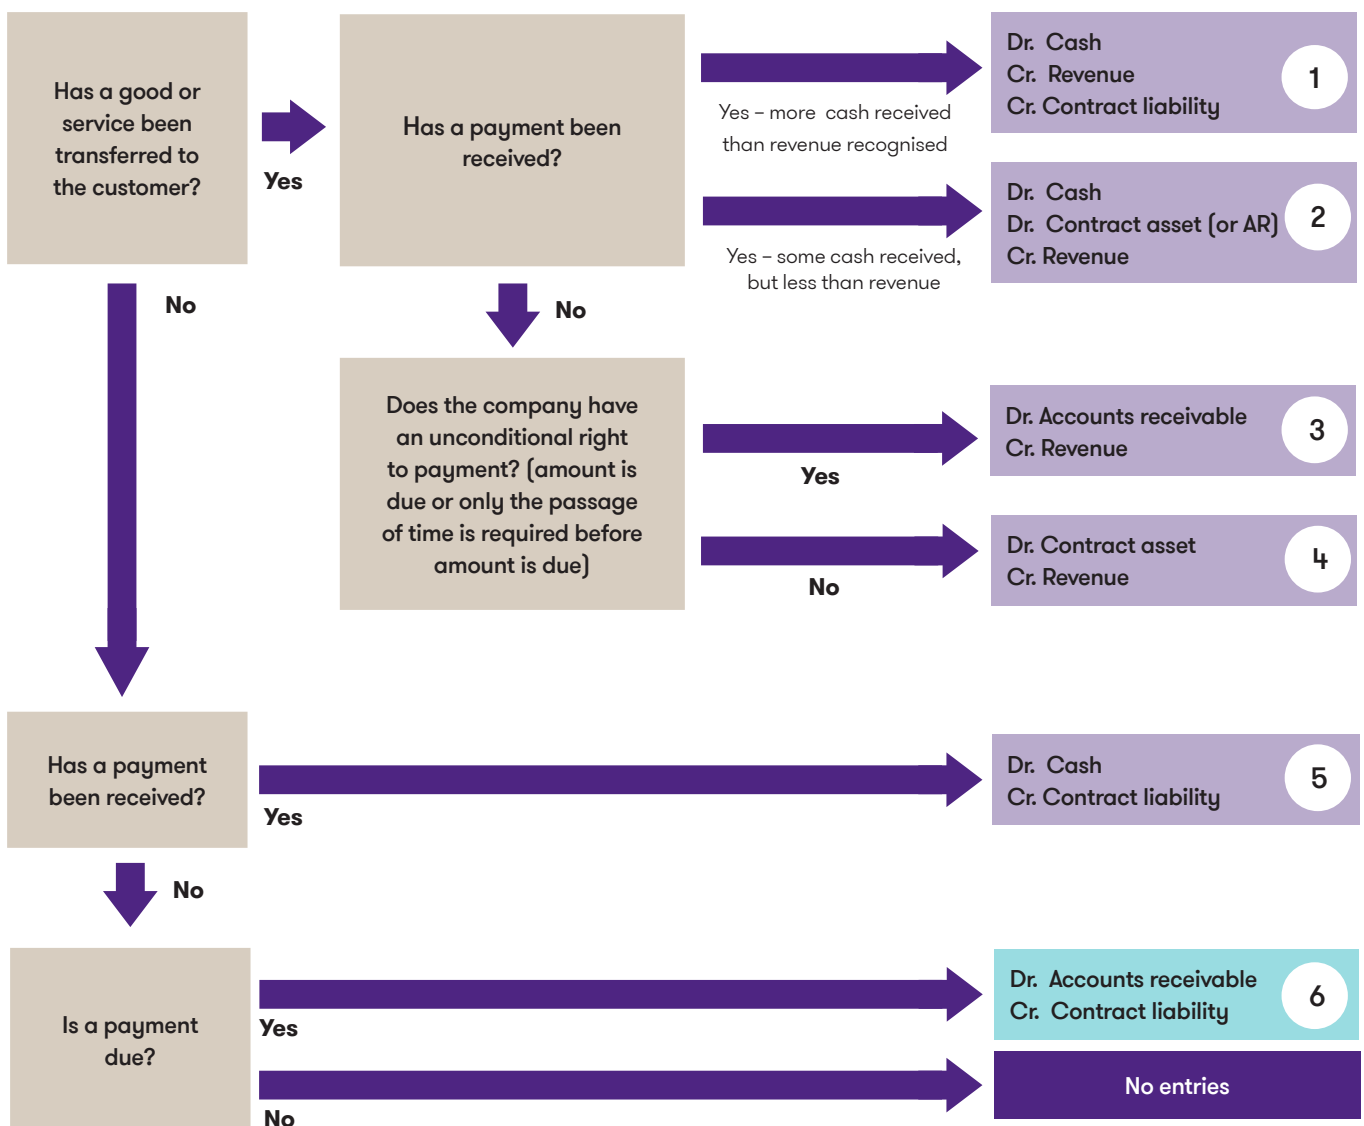 Has a good or
service been
transferred to
the customer?
Yes
No
Has a payment been
received?
Yes – more cash received
than revenue recognised
Dr. Cash
Cr. Revenue
Cr. Contract liability
1
Yes – some cash received,
but less than revenue
Dr. Cash
Dr. Contract asset (or AR)
Cr. Revenue
2
No
Does the company have
an unconditional right
to payment? (amount is
due or only the passage
of time is required before
amount is due)
Yes
Dr. Accounts receivable
Cr. Revenue
3
No
Dr. Contract asset
Cr. Revenue
4
Has a payment
been received?
Yes
Dr. Cash
Cr. Contract liability
5
No
Is a payment
due?
Yes
Dr. Accounts receivable
Cr. Contract liability
6
No
No entries